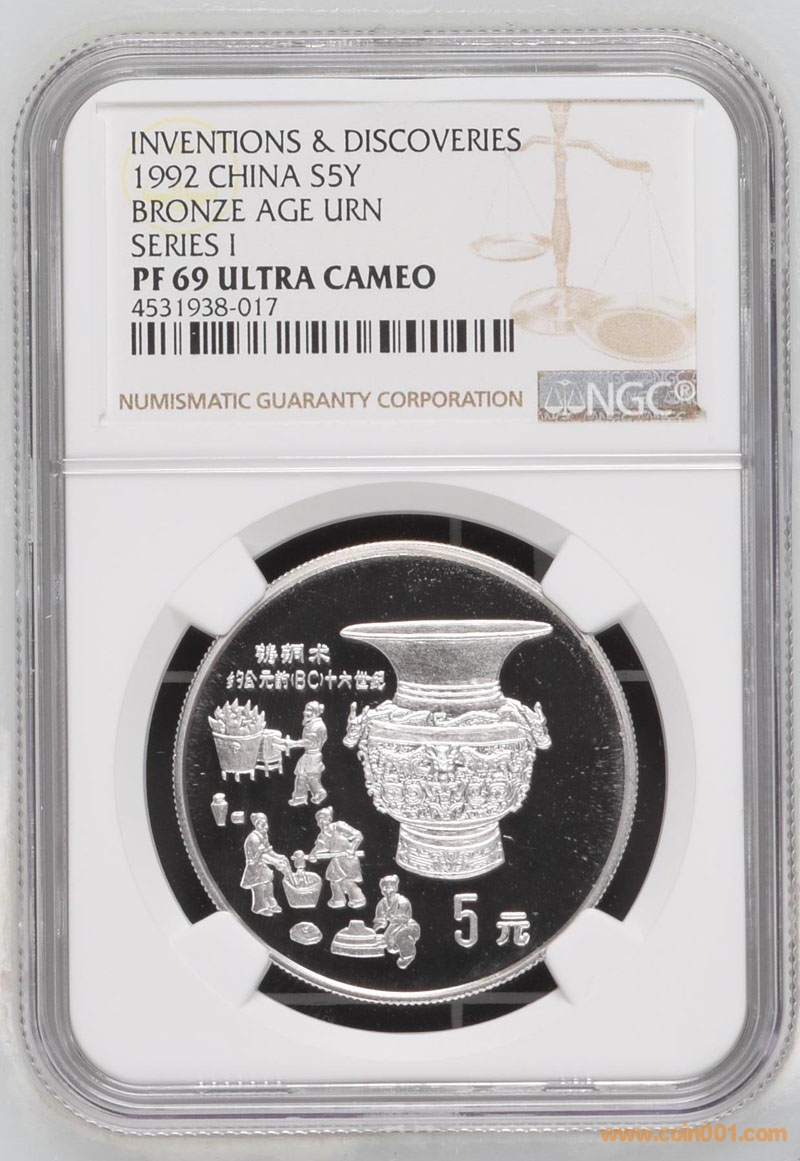 INVENTIONS & DISCOVERIES
1992 CHINA S5Y
BRONZE AGE URN
SERIES I
PF 69 ULTRA CAMEO
4531938-017
NUMISMATIC GUARANTY CORPORATION
NGC®
铸铜术
约公元前(BC)十六世纪
5元
www.coin001.com